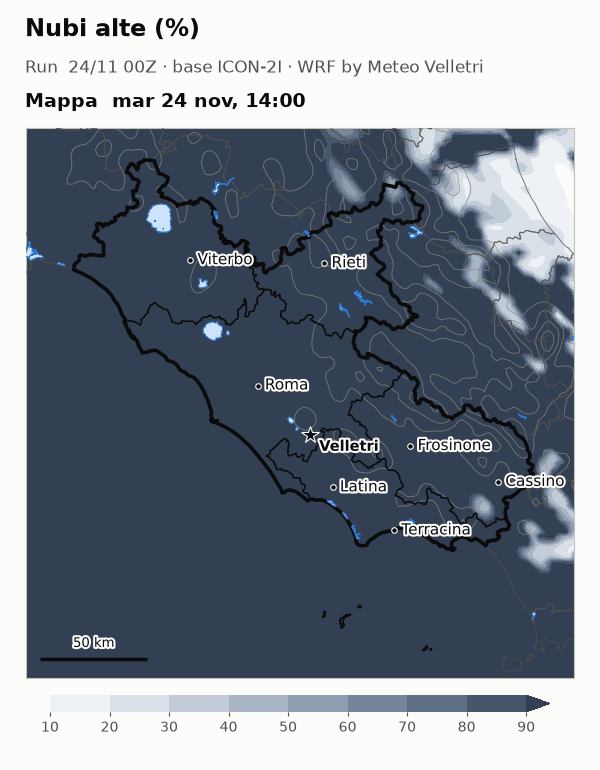 Nubi alte (%)
Run  24/11 00Z · base ICON-2I · WRF by Meteo Velletri
Mappa  mar 24 nov, 14:00
Viterbo
Rieti
Roma
Velletri
Frosinone
Latina
Cassino
Terracina
50 km
10 20 30 40 50 60 70 80 90